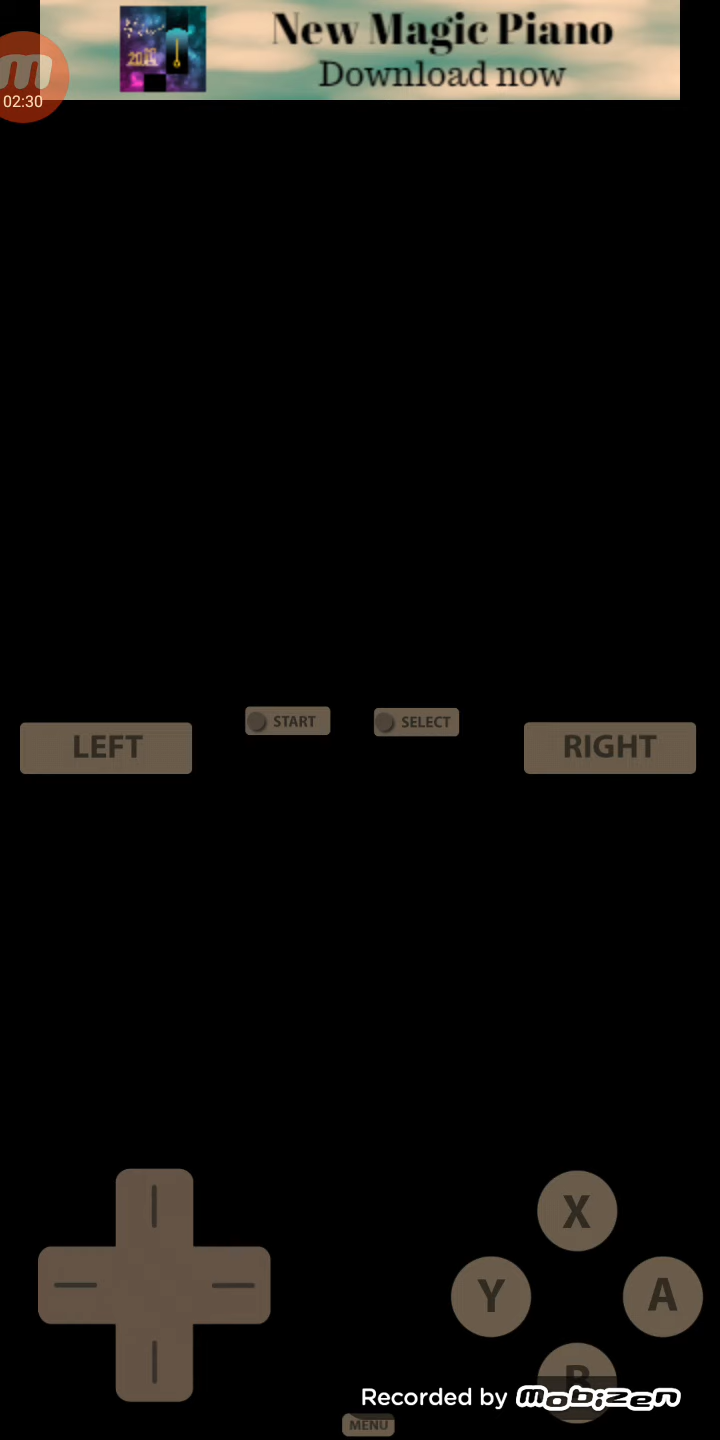 New Magic Piano
Download now
02:30
START
SELECT
LEFT
RIGHT
X
Y
A
B
Recorded by mobizen
MENU